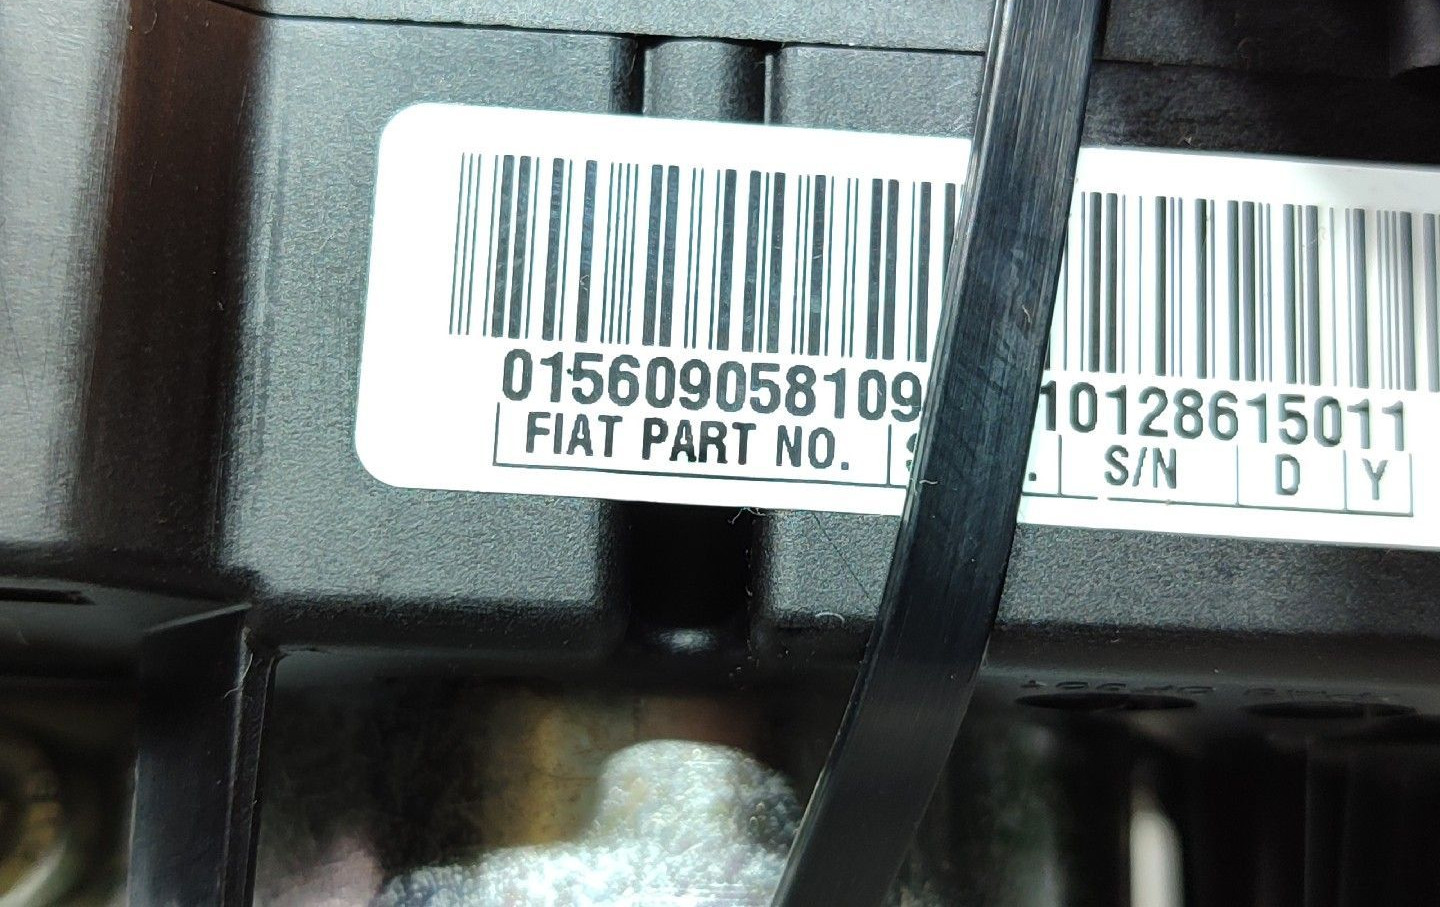 015609058109 10128615011
FIAT PART NO. S/N D Y